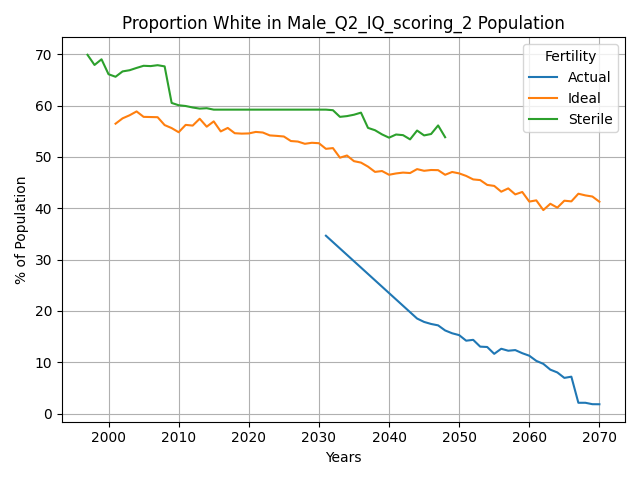 Proportion White in Male_Q2_IQ_scoring_2 Population
Fertility
Actual
Ideal
Sterile
% of Population
70
60
50
40
30
20
10
0
2000 2010 2020 2030 2040 2050 2060 2070
Years